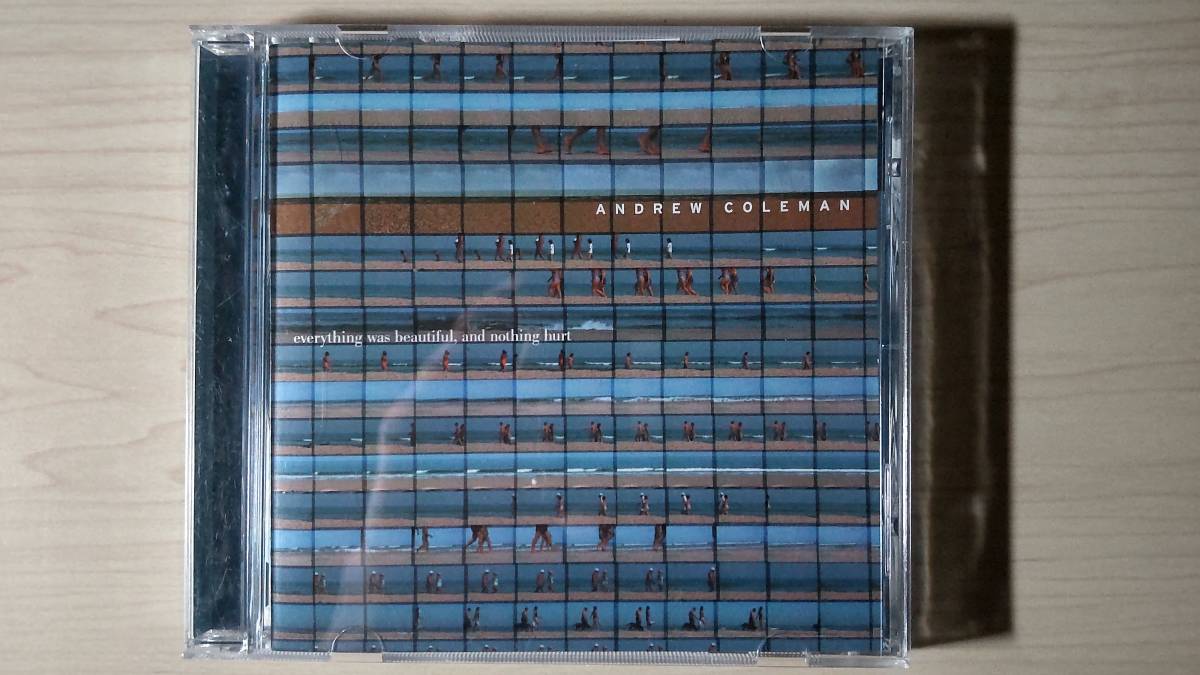 ANDREW COLEMAN
everything was beautiful, and nothing hurt